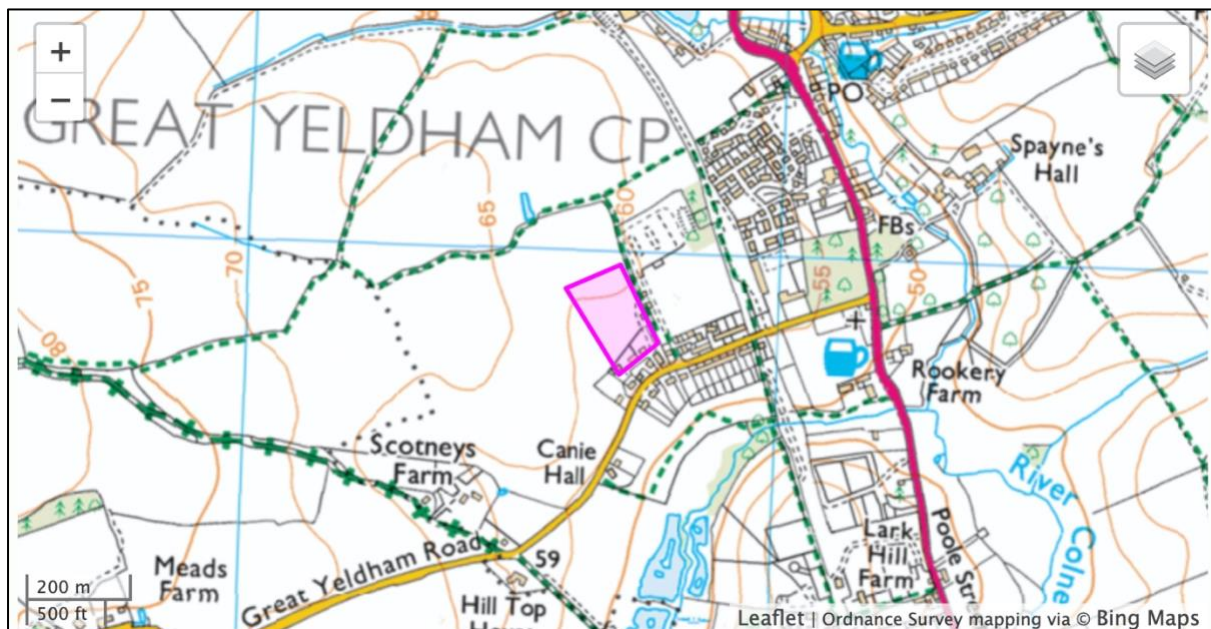 +
−
38
GREAT YELDHAM CP
PO
Spayne's
Hall
60
65
FBs
70
75
55
50
80
+
Rookery
Farm
Scotneys
Farm
Canie
Hall
River Colne
Poole
Lark
Hill
Farm
59
Meads
Farm
Great Yeldham Road
Hill Top
200 m
500 ft
Leaflet | Ordnance Survey mapping via © Bing Maps